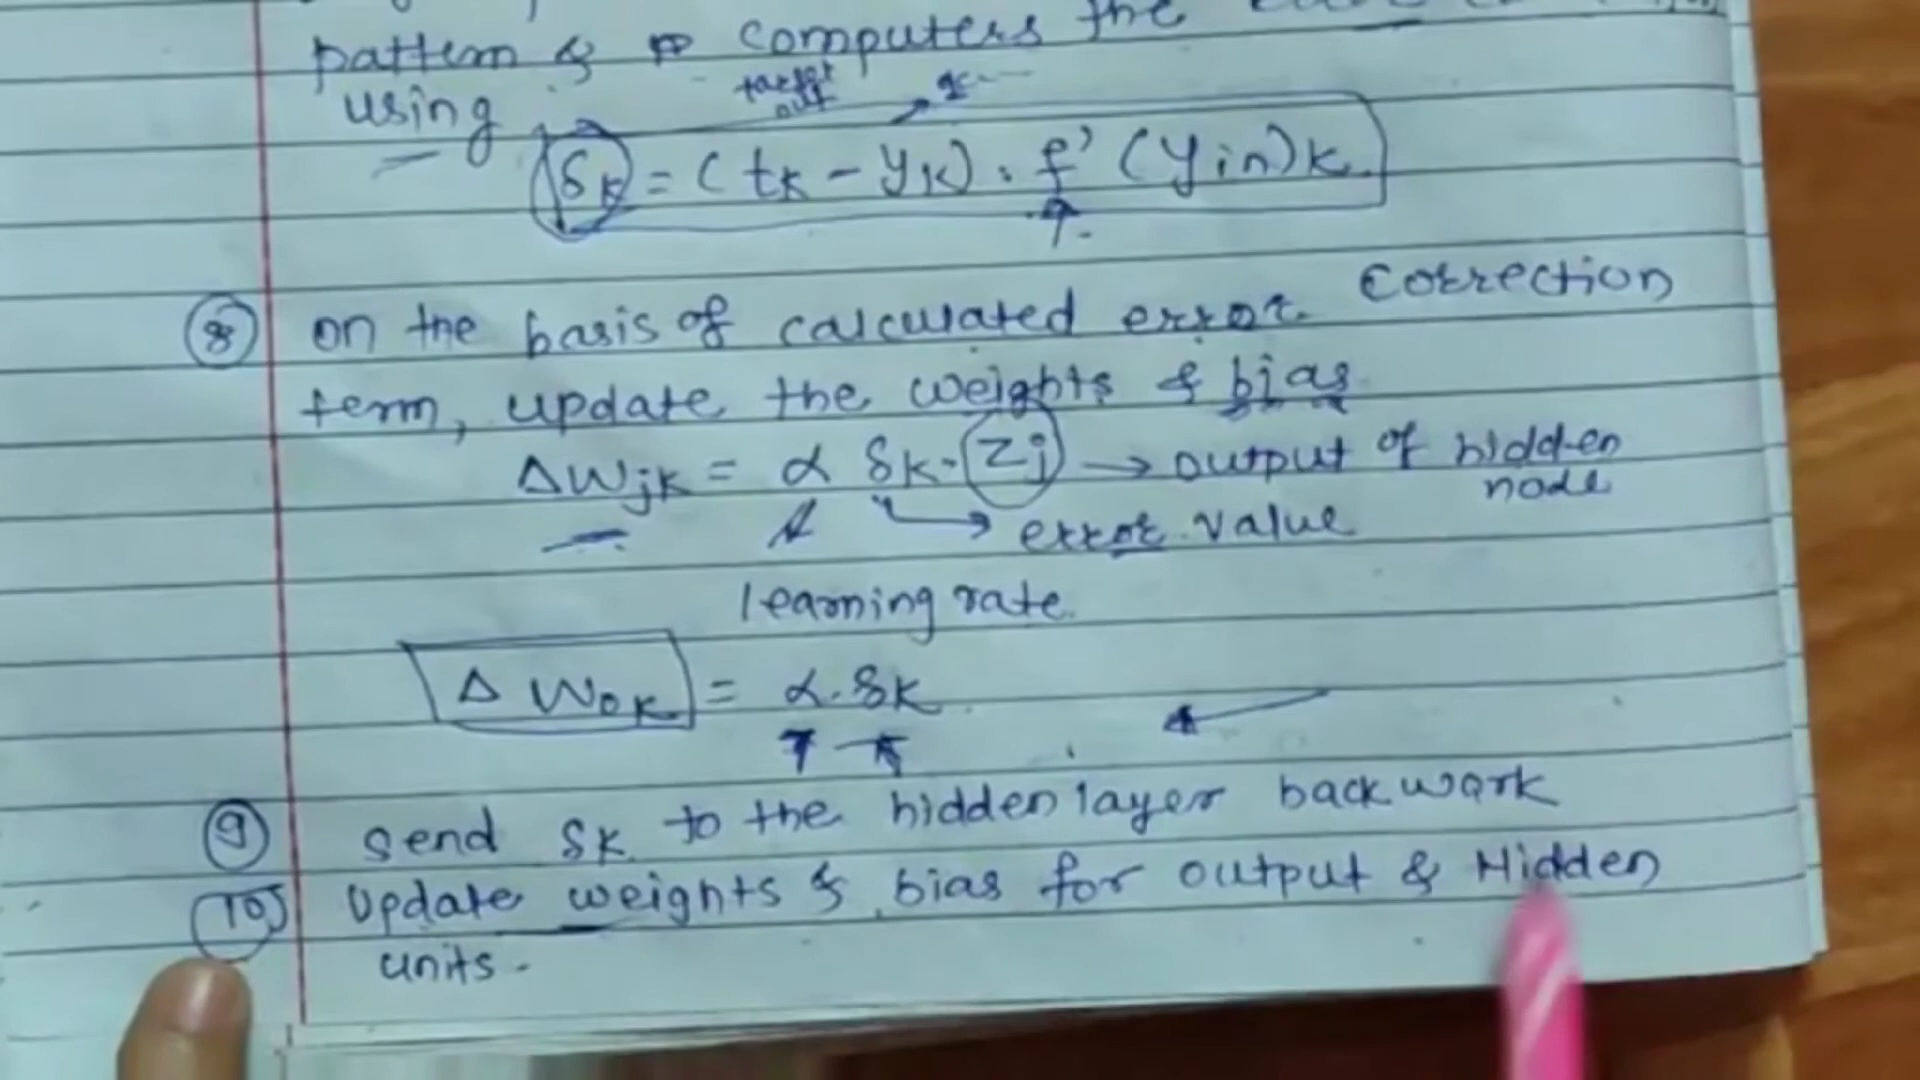 pattern & computers the
using
target
out
δk = (tk - yk) . f' (yin)k
⑧ on the basis of calculated error correction
term, update the weights & bias
Δwjk = α δk . zj → output of hidden
node
→ error value
learning rate
Δ wok = α . δk
⑨ send δk to the hidden layer backwork
⑩ Update weights & bias for output & Hidden
units.